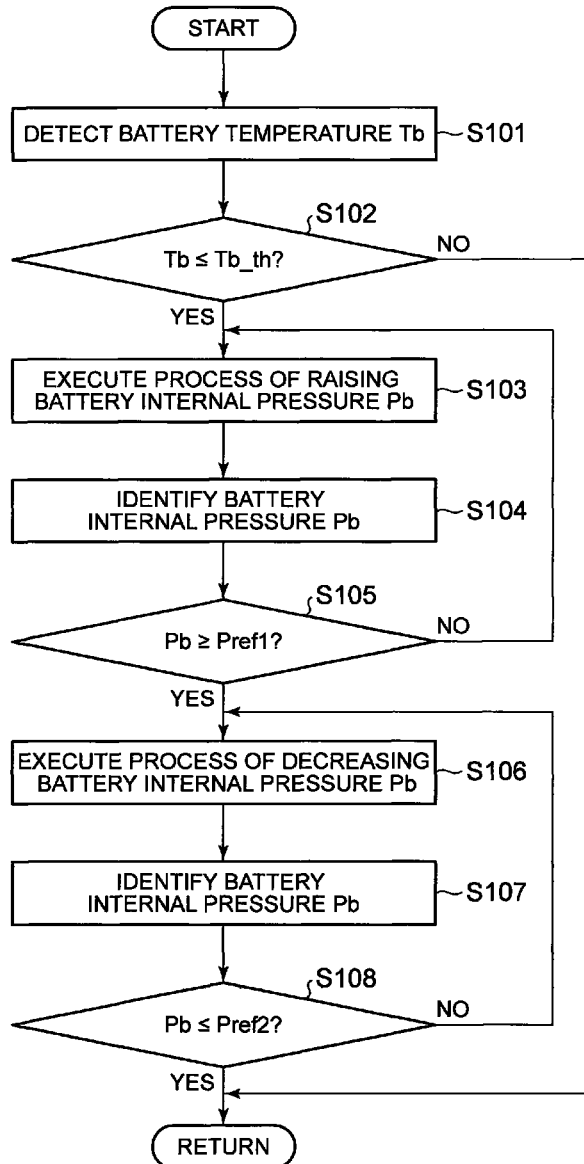 START
DETECT BATTERY TEMPERATURE Tb
S101
S102
Tb ≤ Tb_th?
NO
YES
EXECUTE PROCESS OF RAISING
BATTERY INTERNAL PRESSURE Pb
S103
IDENTIFY BATTERY
INTERNAL PRESSURE Pb
S104
S105
Pb ≥ Pref1?
NO
YES
EXECUTE PROCESS OF DECREASING
BATTERY INTERNAL PRESSURE Pb
S106
IDENTIFY BATTERY
INTERNAL PRESSURE Pb
S107
S108
Pb ≤ Pref2?
NO
YES
RETURN